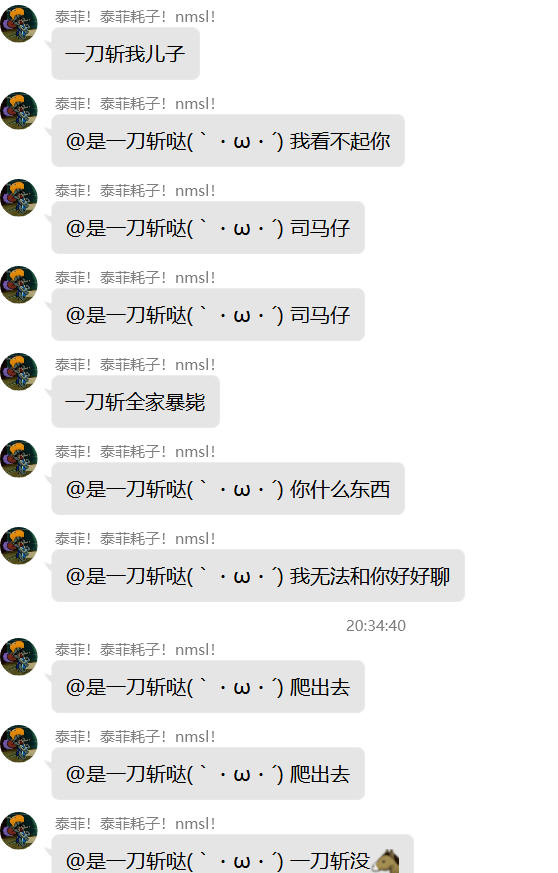 泰菲！泰菲耗子！nmsl！
一刀斩我儿子
泰菲！泰菲耗子！nmsl！
@是一刀斩哒(｀・ω・´) 我看不起你
泰菲！泰菲耗子！nmsl！
@是一刀斩哒(｀・ω・´) 司马仔
泰菲！泰菲耗子！nmsl！
@是一刀斩哒(｀・ω・´) 司马仔
泰菲！泰菲耗子！nmsl！
一刀斩全家暴毙
泰菲！泰菲耗子！nmsl！
@是一刀斩哒(｀・ω・´) 你什么东西
泰菲！泰菲耗子！nmsl！
@是一刀斩哒(｀・ω・´) 我无法和你好好聊
20:34:40
泰菲！泰菲耗子！nmsl！
@是一刀斩哒(｀・ω・´) 爬出去
泰菲！泰菲耗子！nmsl！
@是一刀斩哒(｀・ω・´) 爬出去
泰菲！泰菲耗子！nmsl！
@是一刀斩哒(｀・ω・´) 一刀斩没🐴